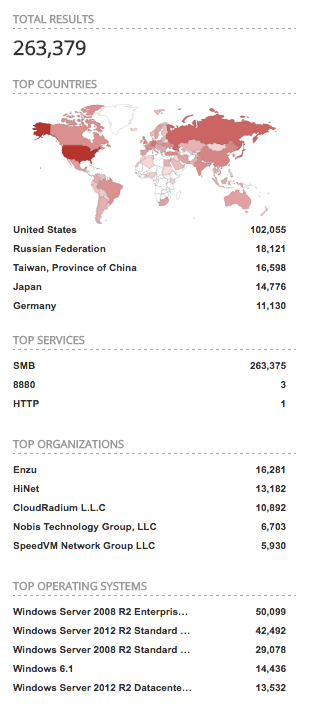 TOTAL RESULTS
263,379
TOP COUNTRIES
United States 102,055
Russian Federation 18,121
Taiwan, Province of China 16,598
Japan 14,776
Germany 11,130
TOP SERVICES
SMB 263,375
8880 3
HTTP 1
TOP ORGANIZATIONS
Enzu 16,281
HiNet 13,182
CloudRadium L.L.C 10,892
Nobis Technology Group, LLC 6,703
SpeedVM Network Group LLC 5,930
TOP OPERATING SYSTEMS
Windows Server 2008 R2 Enterpris... 50,099
Windows Server 2012 R2 Standard ... 42,492
Windows Server 2008 R2 Standard ... 29,078
Windows 6.1 14,436
Windows Server 2012 R2 Datacente... 13,532